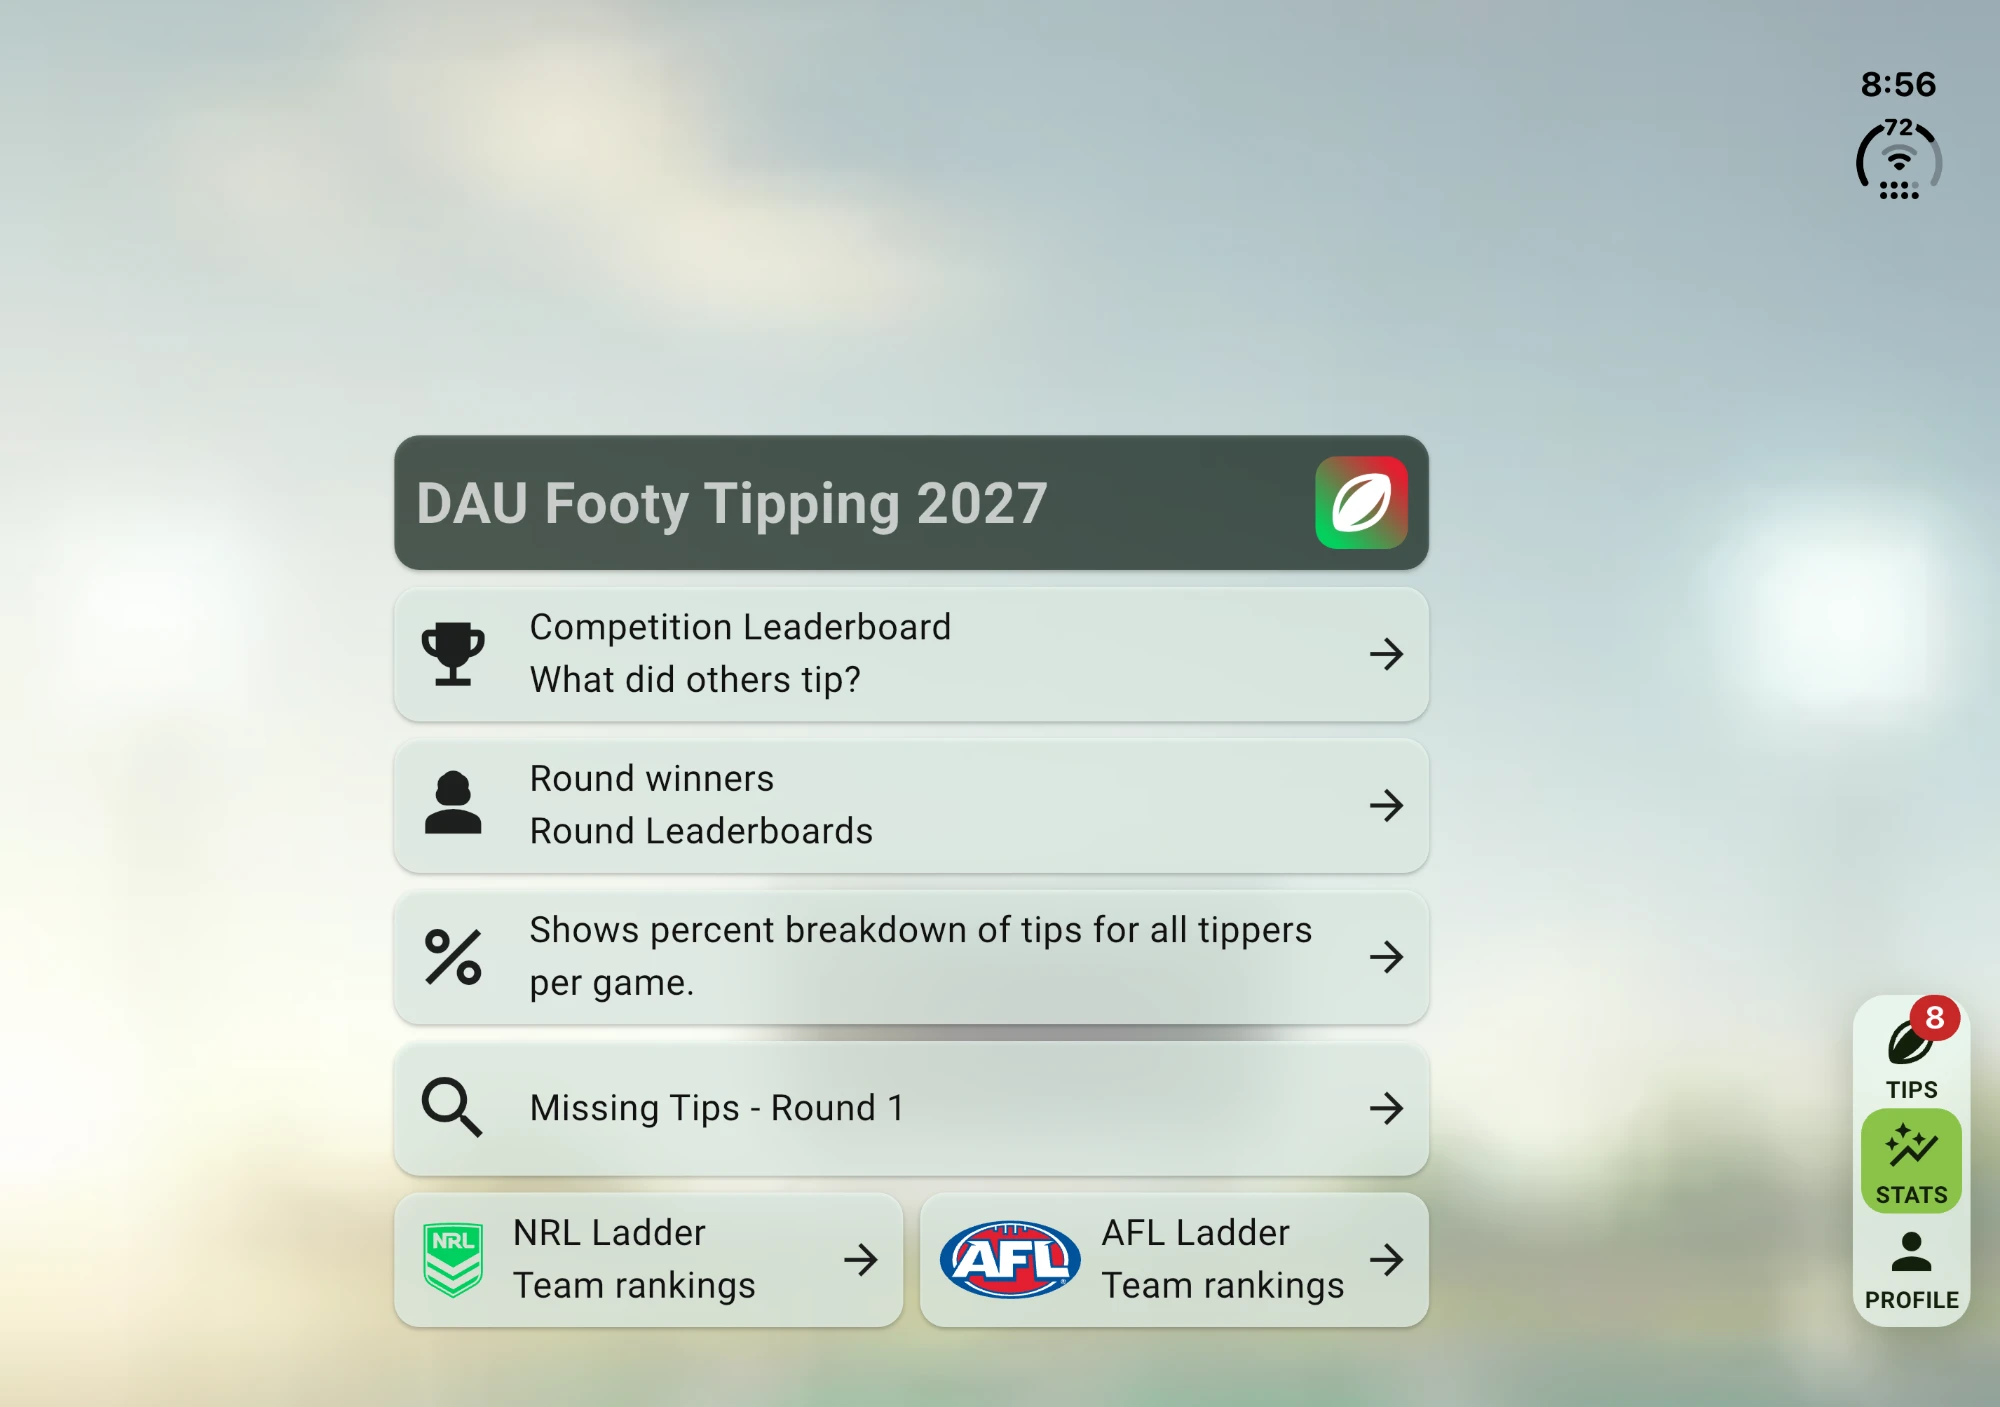 8:56
72
DAU Footy Tipping 2027
Competition Leaderboard
What did others tip?
Round winners
Round Leaderboards
Shows percent breakdown of tips for all tippers
per game.
Missing Tips - Round 1
NRL
NRL Ladder
Team rankings
AFL
AFL Ladder
Team rankings
8
TIPS
STATS
PROFILE